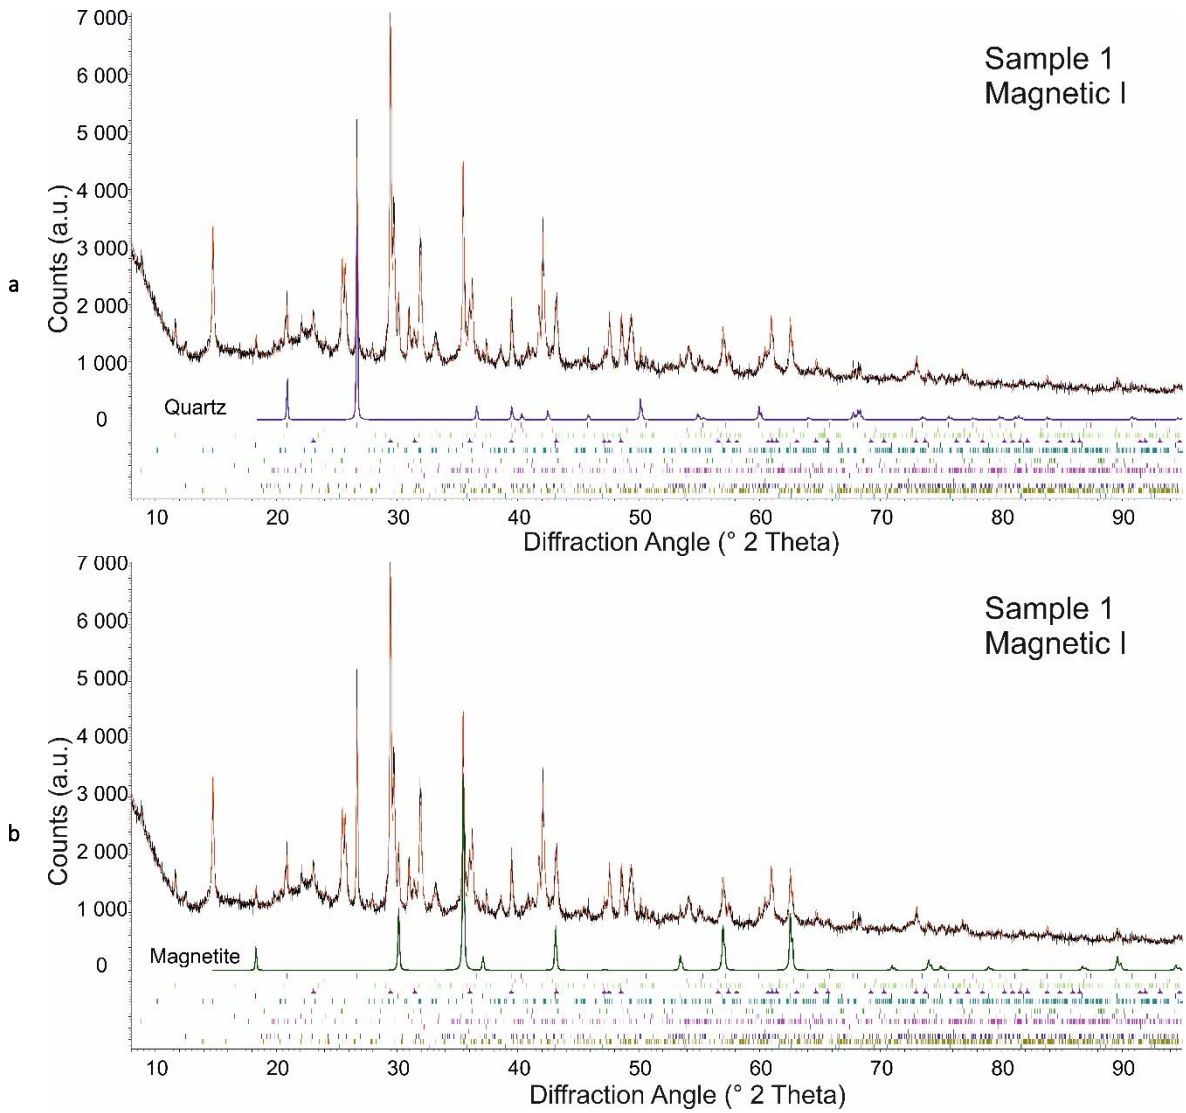 a
Counts (a.u.)
7 000
6 000
5 000
4 000
3 000
2 000
1 000
0
Sample 1
Magnetic I
Quartz
10 20 30 40 50 60 70 80 90
Diffraction Angle (° 2 Theta)
b
Counts (a.u.)
7 000
6 000
5 000
4 000
3 000
2 000
1 000
0
Sample 1
Magnetic I
Magnetite
10 20 30 40 50 60 70 80 90
Diffraction Angle (° 2 Theta)